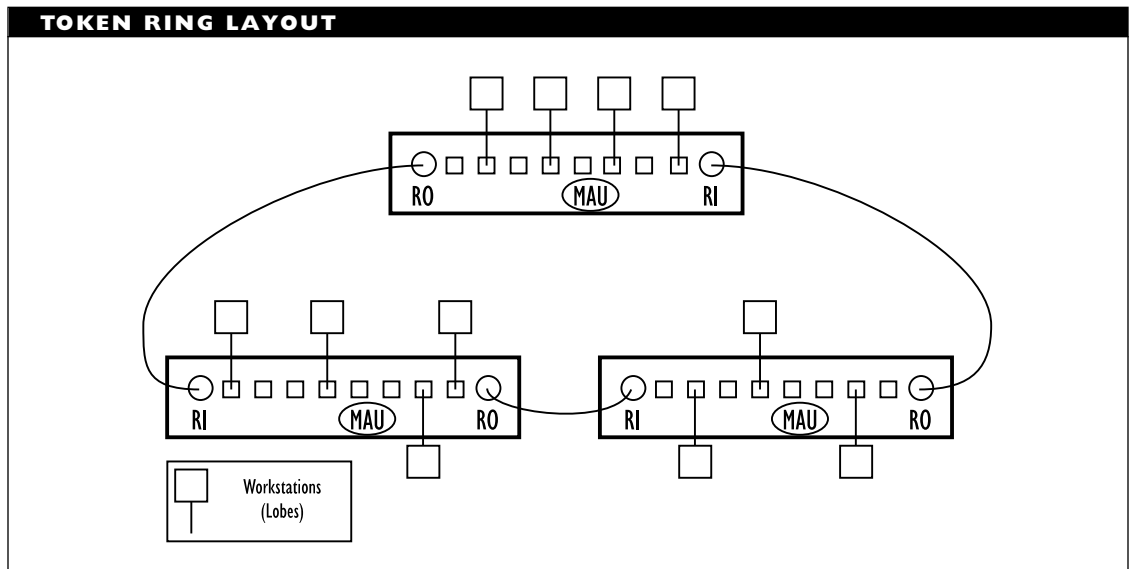 TOKEN RING LAYOUT
RO
MAU
RI
RI
MAU
RO
RI
MAU
RO
Workstations
(Lobes)